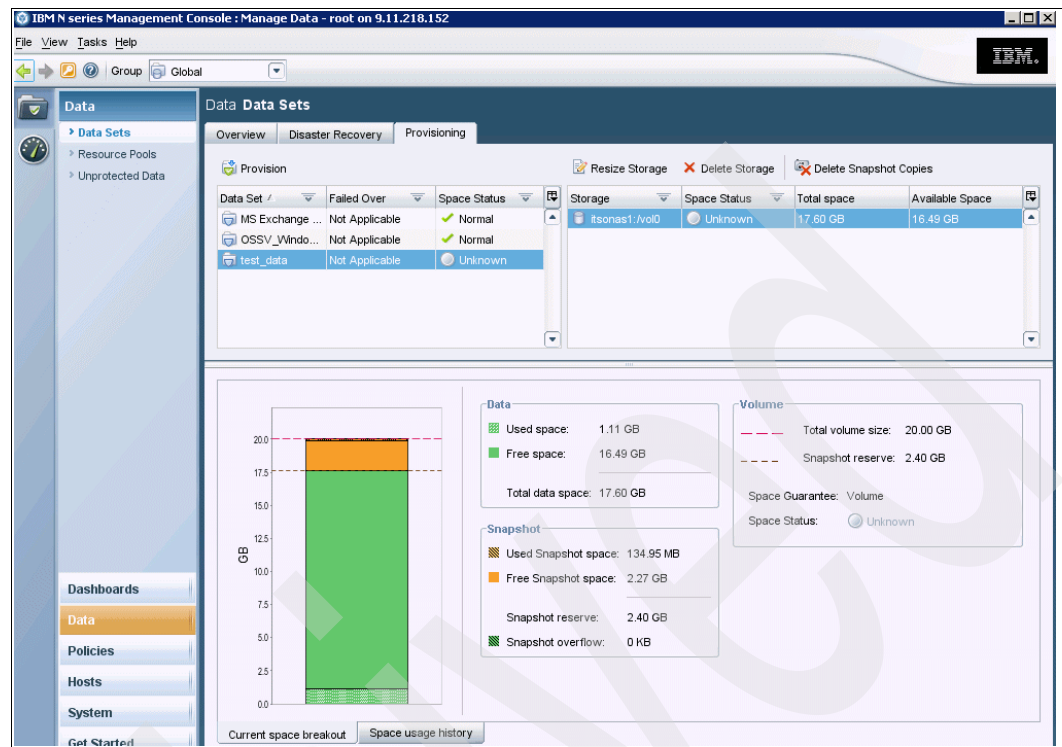 IBM N series Management Console : Manage Data - root on 9.11.218.152
File View Tasks Help
IBM.
Group Global
Data
Data Data Sets
> Data Sets
> Resource Pools
> Unprotected Data
Overview Disaster Recovery Provisioning
Provision
Resize Storage Delete Storage Delete Snapshot Copies
Data Set Failed Over Space Status
MS Exchange ... Not Applicable Normal
OSSV_Windo... Not Applicable Normal
test_data Not Applicable Unknown
Storage Space Status Total space Available Space
itsonas1:/vol0 Unknown 17.60 GB 16.49 GB
GB
20.0
17.5
15.0
12.5
10.0
7.5
5.0
2.5
0.0
Data
Used space: 1.11 GB
Free space: 16.49 GB
Total data space: 17.60 GB
Snapshot
Used Snapshot space: 134.95 MB
Free Snapshot space: 2.27 GB
Snapshot reserve: 2.40 GB
Snapshot overflow: 0 KB
Volume
Total volume size: 20.00 GB
Snapshot reserve: 2.40 GB
Space Guarantee: Volume
Space Status: Unknown
Dashboards
Data
Policies
Hosts
System
Get Started
Current space breakout Space usage history